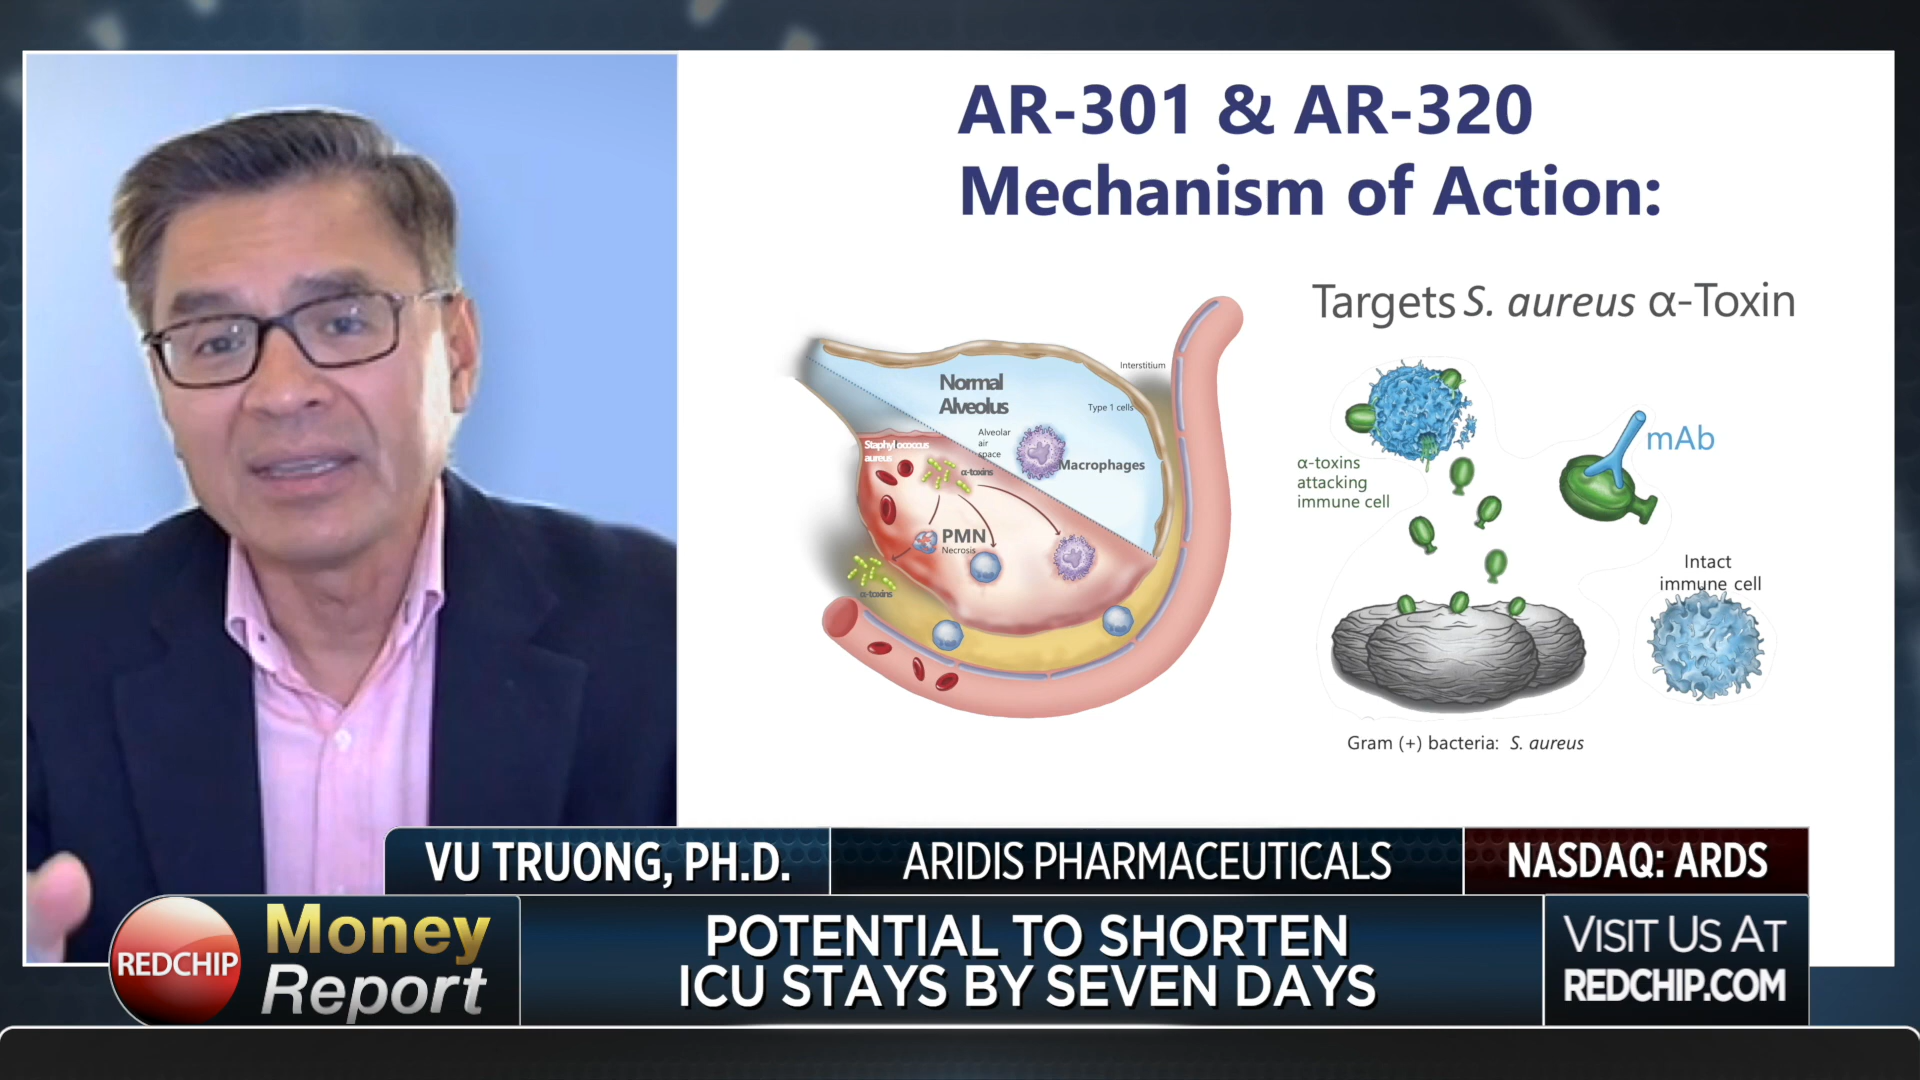 AR-301 & AR-320
Mechanism of Action:
Targets S. aureus α-Toxin
Interstitium
Normal
Alveolus
Type 1 cells
Alveolar
air
space
Macrophages
Staphylococcus
aureus
α-toxins
PMN
Necrosis
α-toxins
α-toxins
attacking
immune cell
mAb
Intact
immune cell
Gram (+) bacteria: S. aureus
VU TRUONG, PH.D.
ARIDIS PHARMACEUTICALS
NASDAQ: ARDS
REDCHIP
Money
Report
POTENTIAL TO SHORTEN
ICU STAYS BY SEVEN DAYS
VISIT US AT
REDCHIP.COM